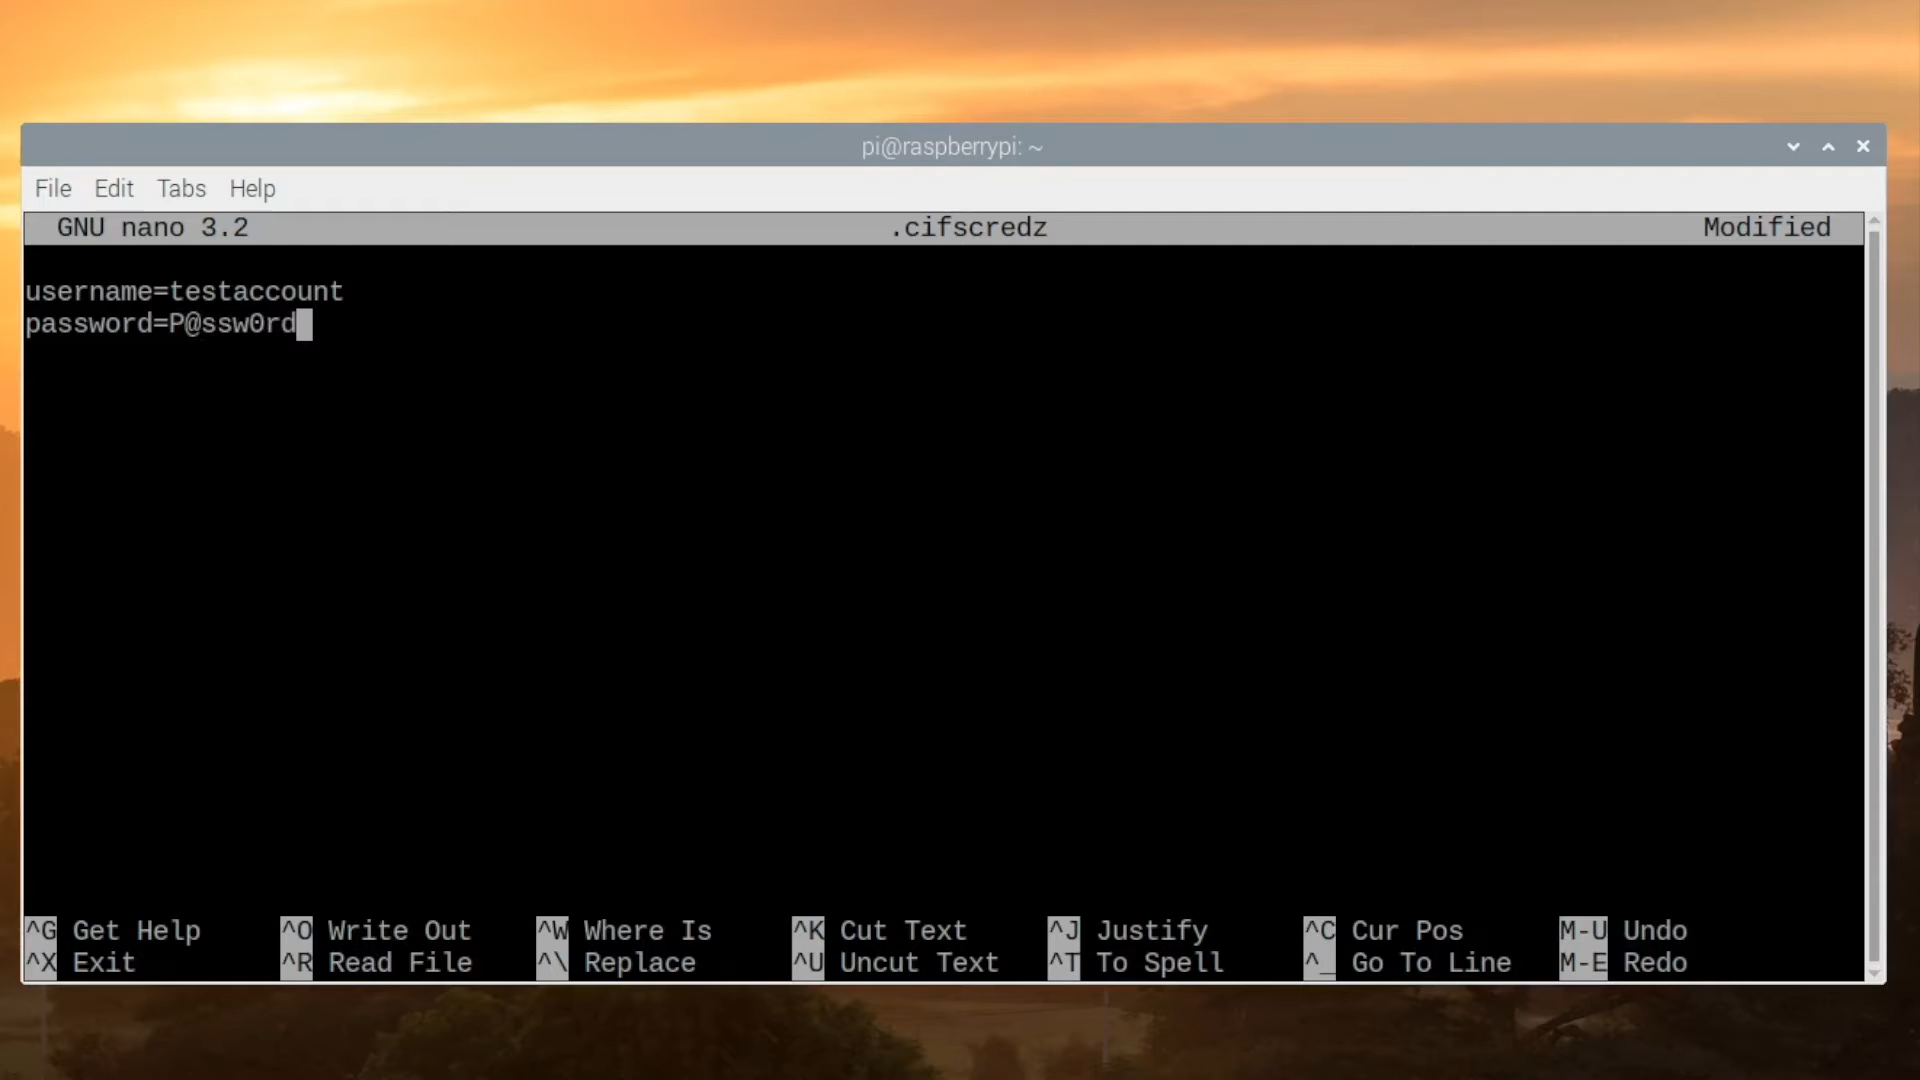 pi@raspberrypi: ~
File Edit Tabs Help
GNU nano 3.2 .cifscredz Modified
username=testaccount
password=P@ssw0rd
^G Get Help ^O Write Out ^W Where Is ^K Cut Text ^J Justify ^C Cur Pos M-U Undo
^X Exit ^R Read File ^\ Replace ^U Uncut Text ^T To Spell ^_ Go To Line M-E Redo